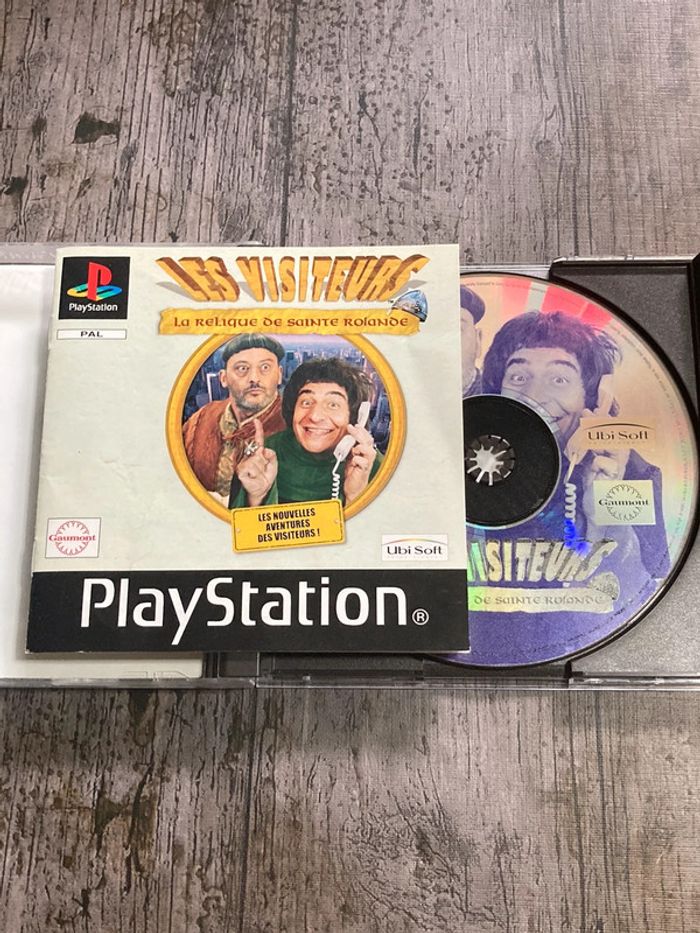 PlayStation
PAL
LES VISITEURS
LA RELIQUE DE SAINTE ROLANDE
LES NOUVELLES
AVENTURES
DES VISITEURS !
Gaumont
Ubi Soft
PlayStation®
Ubi Soft
Gaumont
ISITEURS
DE SAINTE ROLANDE